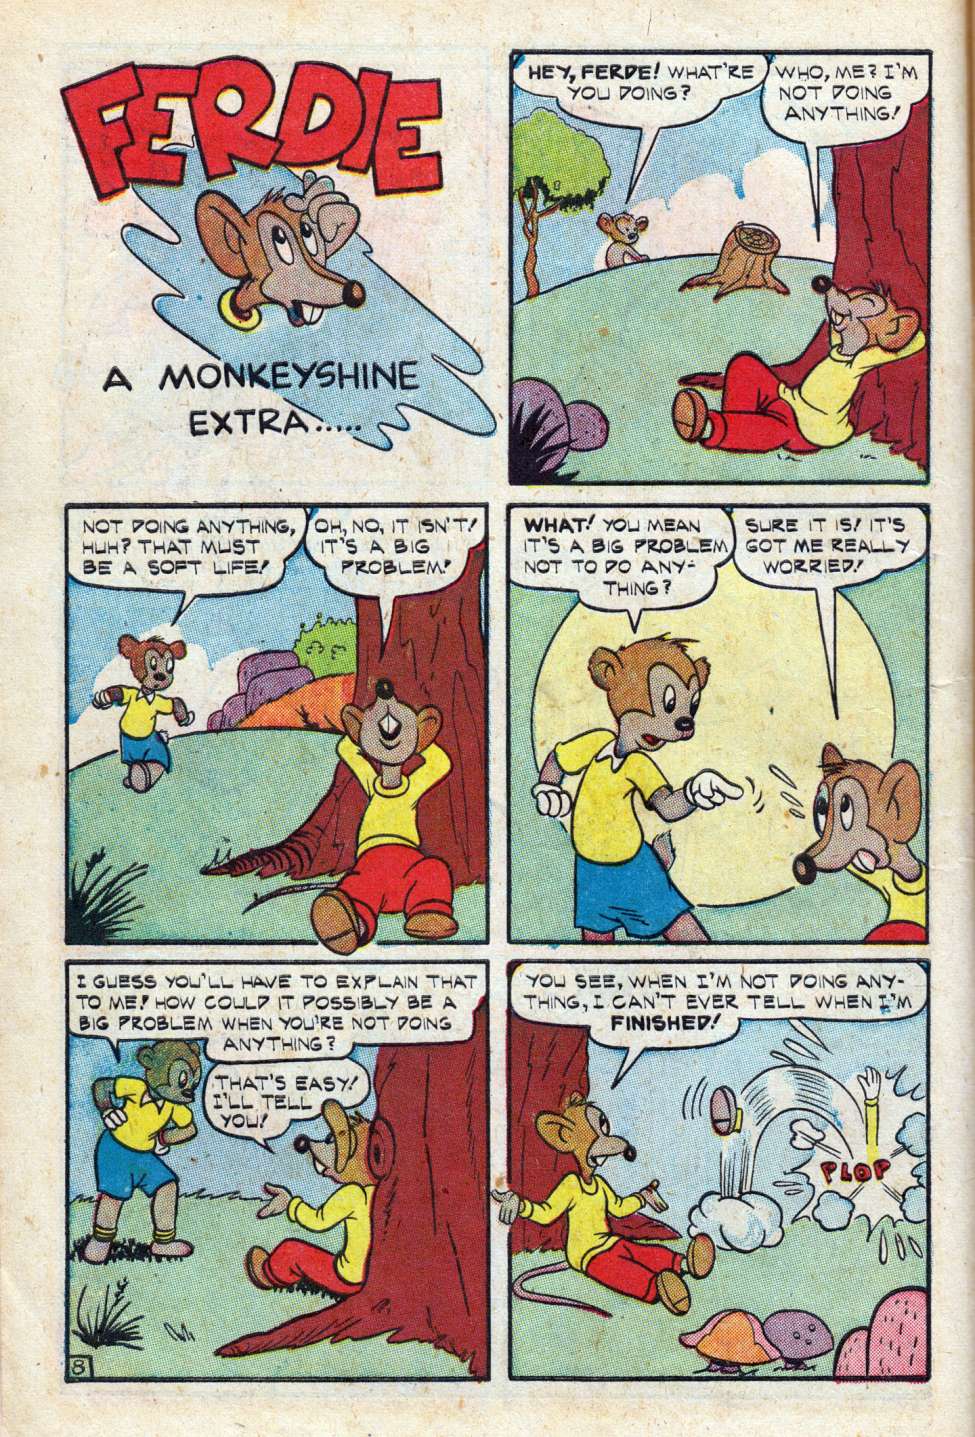 FERDIE
A MONKEYSHINE
EXTRA.....
HEY, FERDE! WHAT'RE
YOU DOING?
WHO, ME? I'M
NOT DOING
ANYTHING!
NOT DOING ANYTHING,
HUH? THAT MUST
BE A SOFT LIFE!
OH, NO, IT ISN'T!
IT'S A BIG
PROBLEM!
WHAT! YOU MEAN
IT'S A BIG PROBLEM
NOT TO DO ANY-
THING?
SURE IT IS! IT'S
GOT ME REALLY
WORRIED!
I GUESS YOU'LL HAVE TO EXPLAIN THAT
TO ME! HOW COULD IT POSSIBLY BE A
BIG PROBLEM WHEN YOU'RE NOT DOING
ANYTHING?
THAT'S EASY!
I'LL TELL
YOU!
8
YOU SEE, WHEN I'M NOT DOING ANY-
THING, I CAN'T EVER TELL WHEN I'M
FINISHED!
PLOP